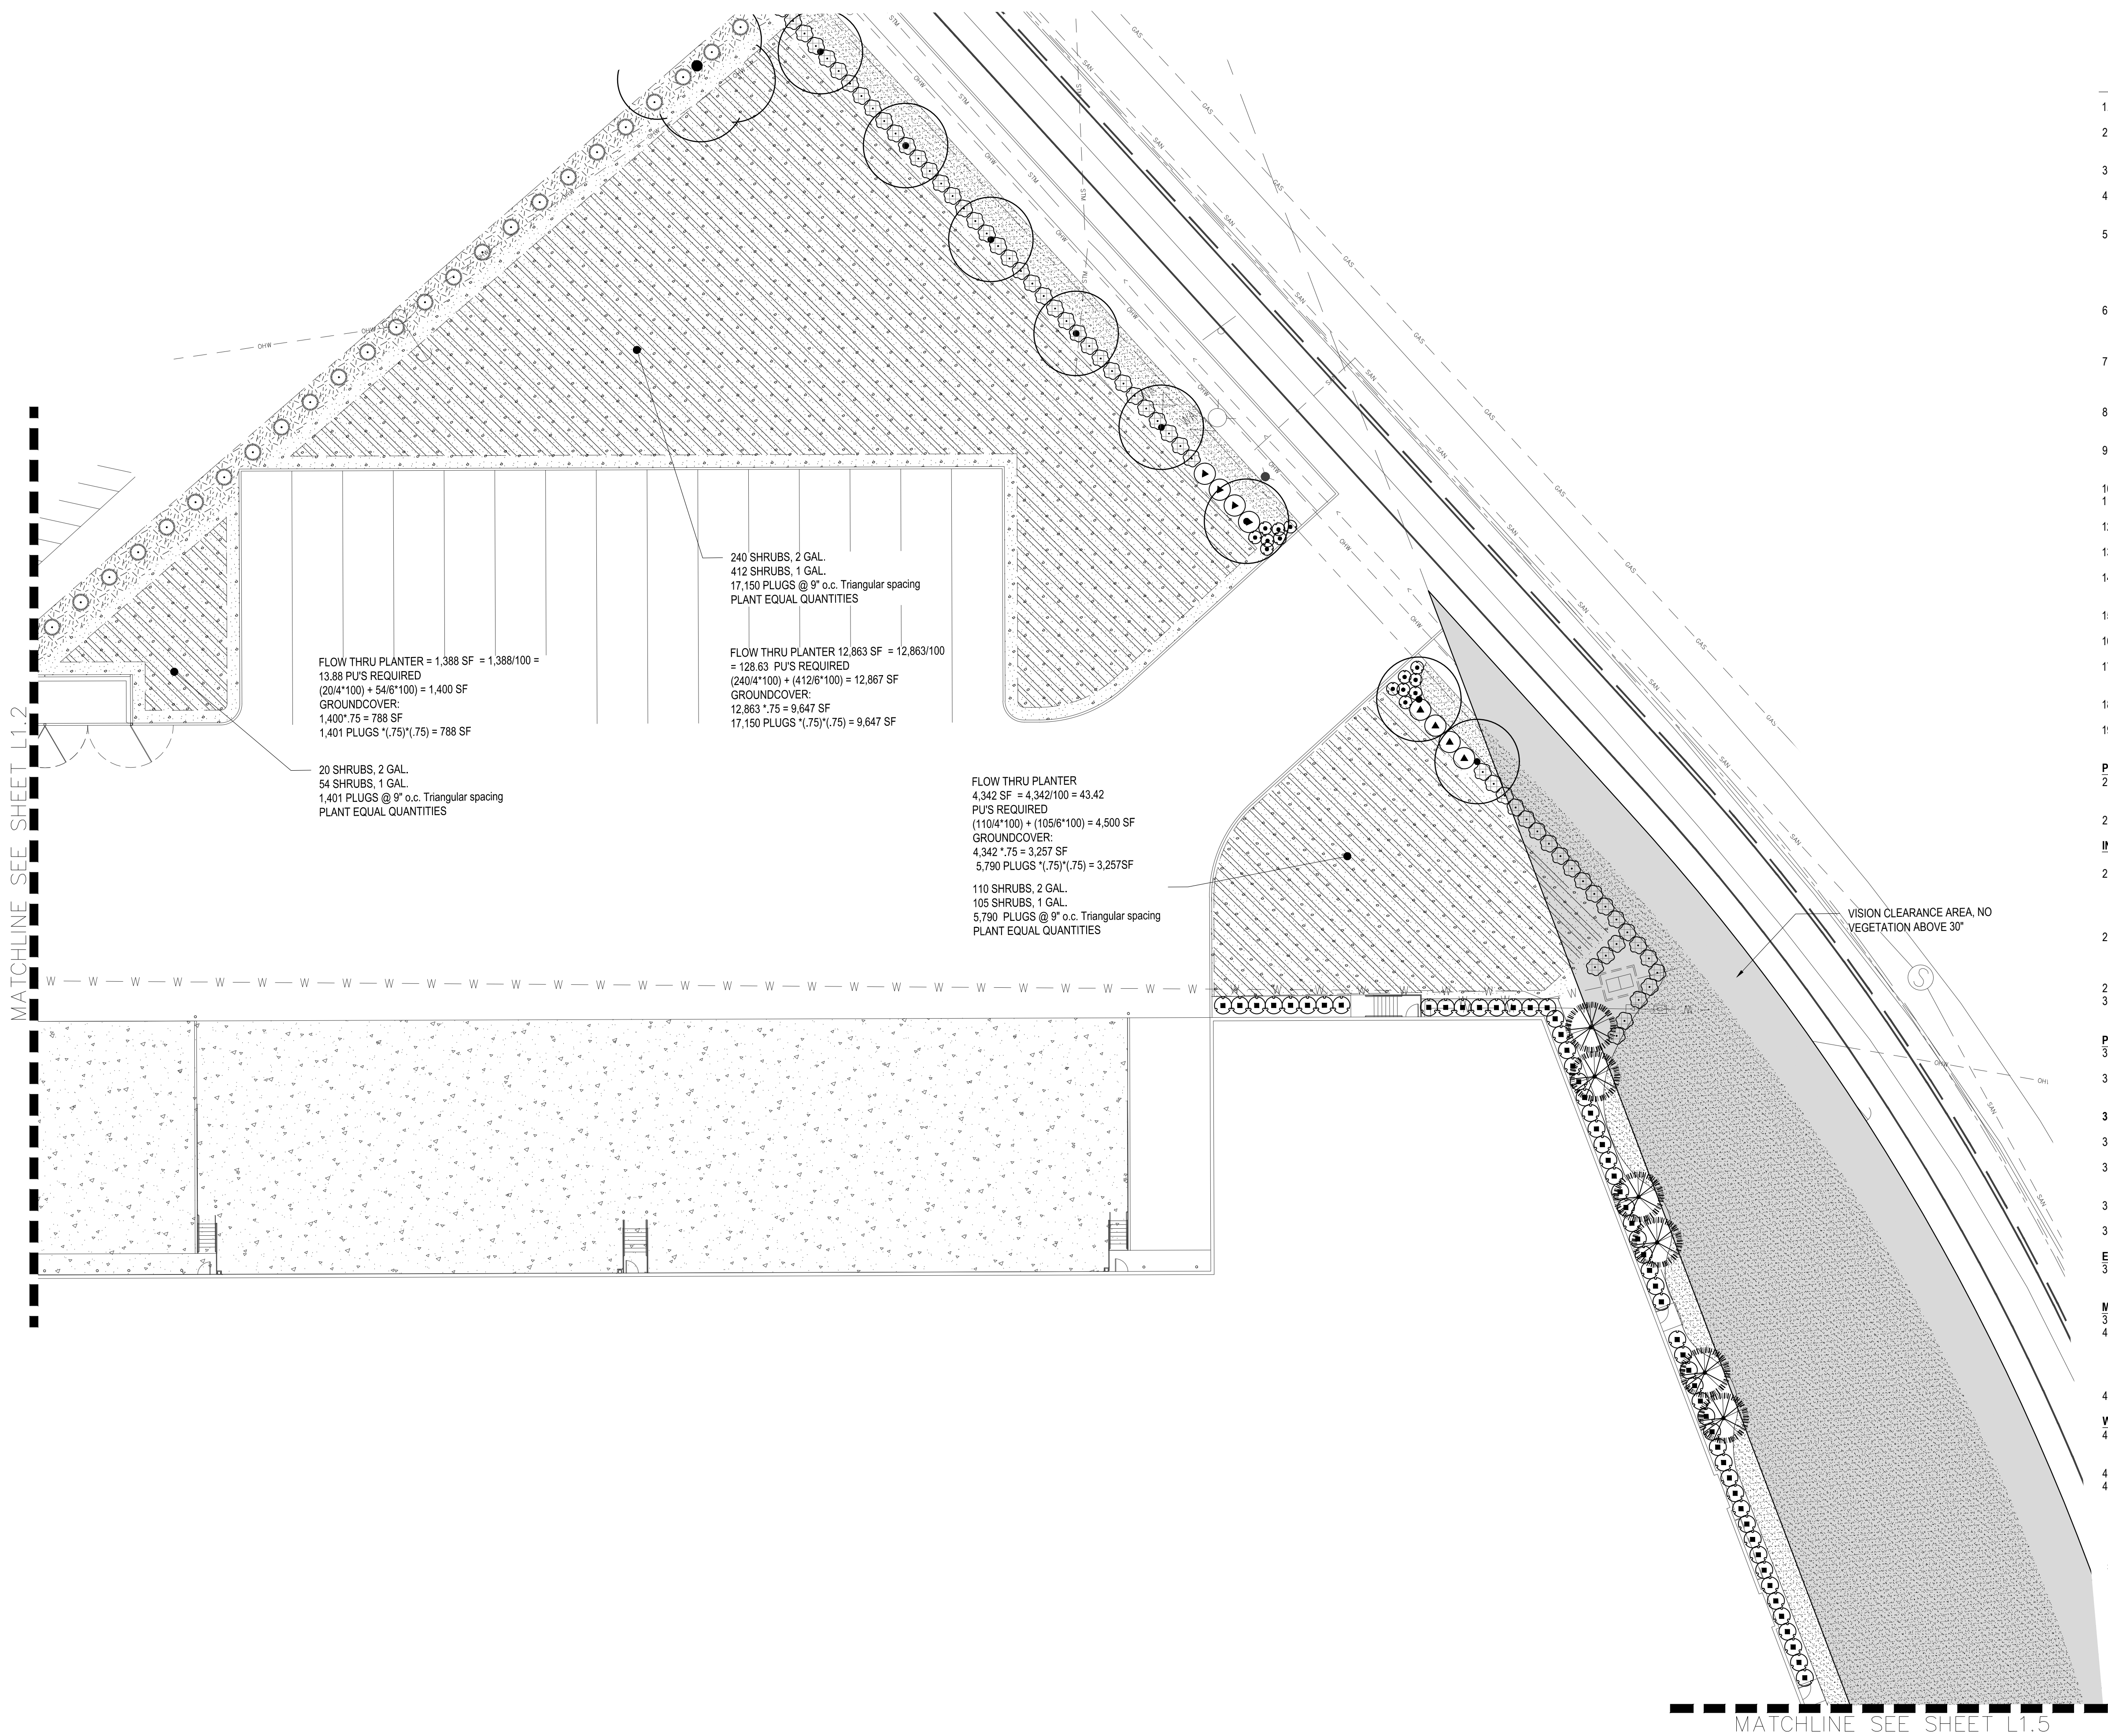 240 SHRUBS, 2 GAL.
412 SHRUBS, 1 GAL.
17,150 PLUGS @ 9" o.c. Triangular spacing
PLANT EQUAL QUANTITIES
FLOW THRU PLANTER = 1,388 SF = 1,388/100 =
13.88 PU'S REQUIRED
(20/4*100) + 54/6*100) = 1,400 SF
GROUNDCOVER:
1,400*.75 = 788 SF
1,401 PLUGS *(.75)*(.75) = 788 SF
FLOW THRU PLANTER 12,863 SF = 12,863/100
= 128.63 PU'S REQUIRED
(240/4*100) + (412/6*100) = 12,867 SF
GROUNDCOVER:
12,863 *.75 = 9,647 SF
17,150 PLUGS *(.75)*(.75) = 9,647 SF
20 SHRUBS, 2 GAL.
54 SHRUBS, 1 GAL.
1,401 PLUGS @ 9" o.c. Triangular spacing
PLANT EQUAL QUANTITIES
FLOW THRU PLANTER
4,342 SF = 4,342/100 = 43.42
PU'S REQUIRED
(110/4*100) + (105/6*100) = 4,500 SF
GROUNDCOVER:
4,342 *.75 = 3,257 SF
5,790 PLUGS *(.75)*(.75) = 3,257SF
110 SHRUBS, 2 GAL.
105 SHRUBS, 1 GAL.
5,790 PLUGS @ 9" o.c. Triangular spacing
PLANT EQUAL QUANTITIES
VISION CLEARANCE AREA, NO
VEGETATION ABOVE 30"
MATCHLINE SEE SHEET L1.2
MATCHLINE SEE SHEET L1.5
OHW
STM
GAS
SAN
W
S